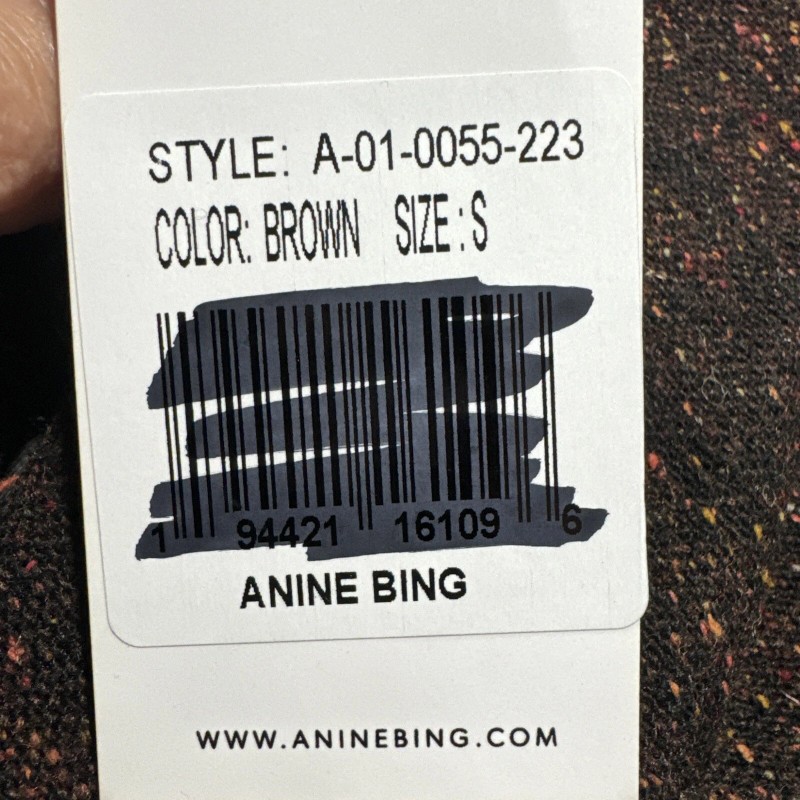 STYLE: A-01-0055-223
COLOR: BROWN SIZE : S
1 94421 16109 6
ANINE BING
WWW.ANINEBING.COM